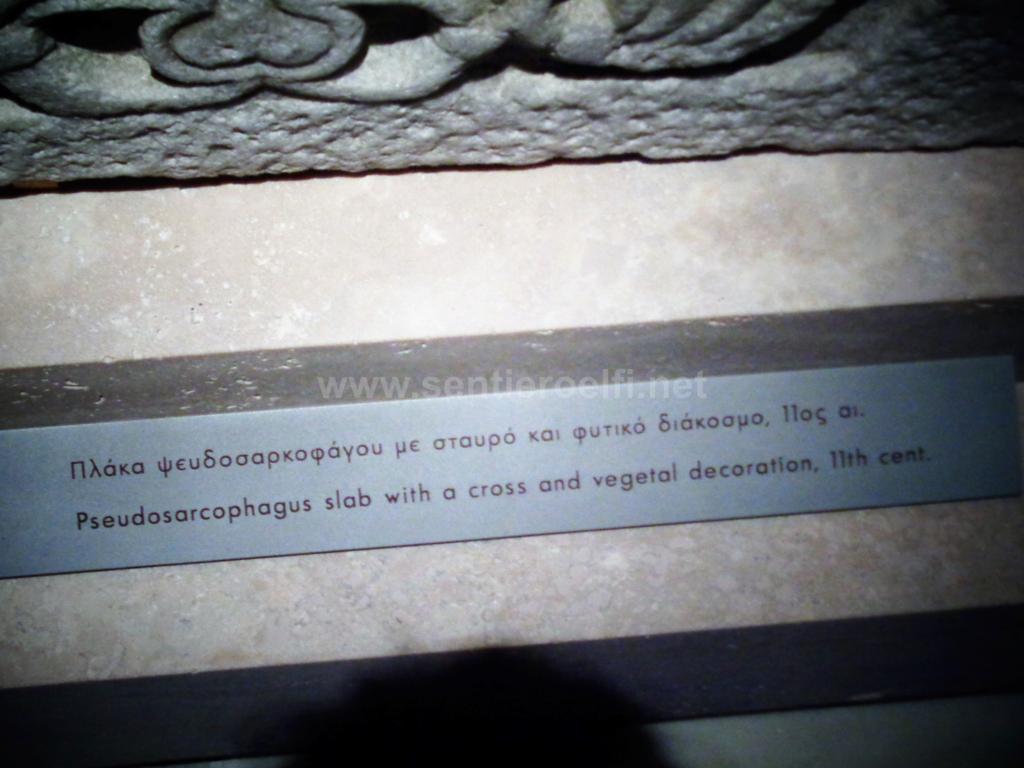 www.sentieroelfi.net
Πλάκα ψευδοσαρκοφάγου με σταυρό και φυτικό διάκοσμο, 11ος αι.
Pseudosarcophagus slab with a cross and vegetal decoration, 11th cent.